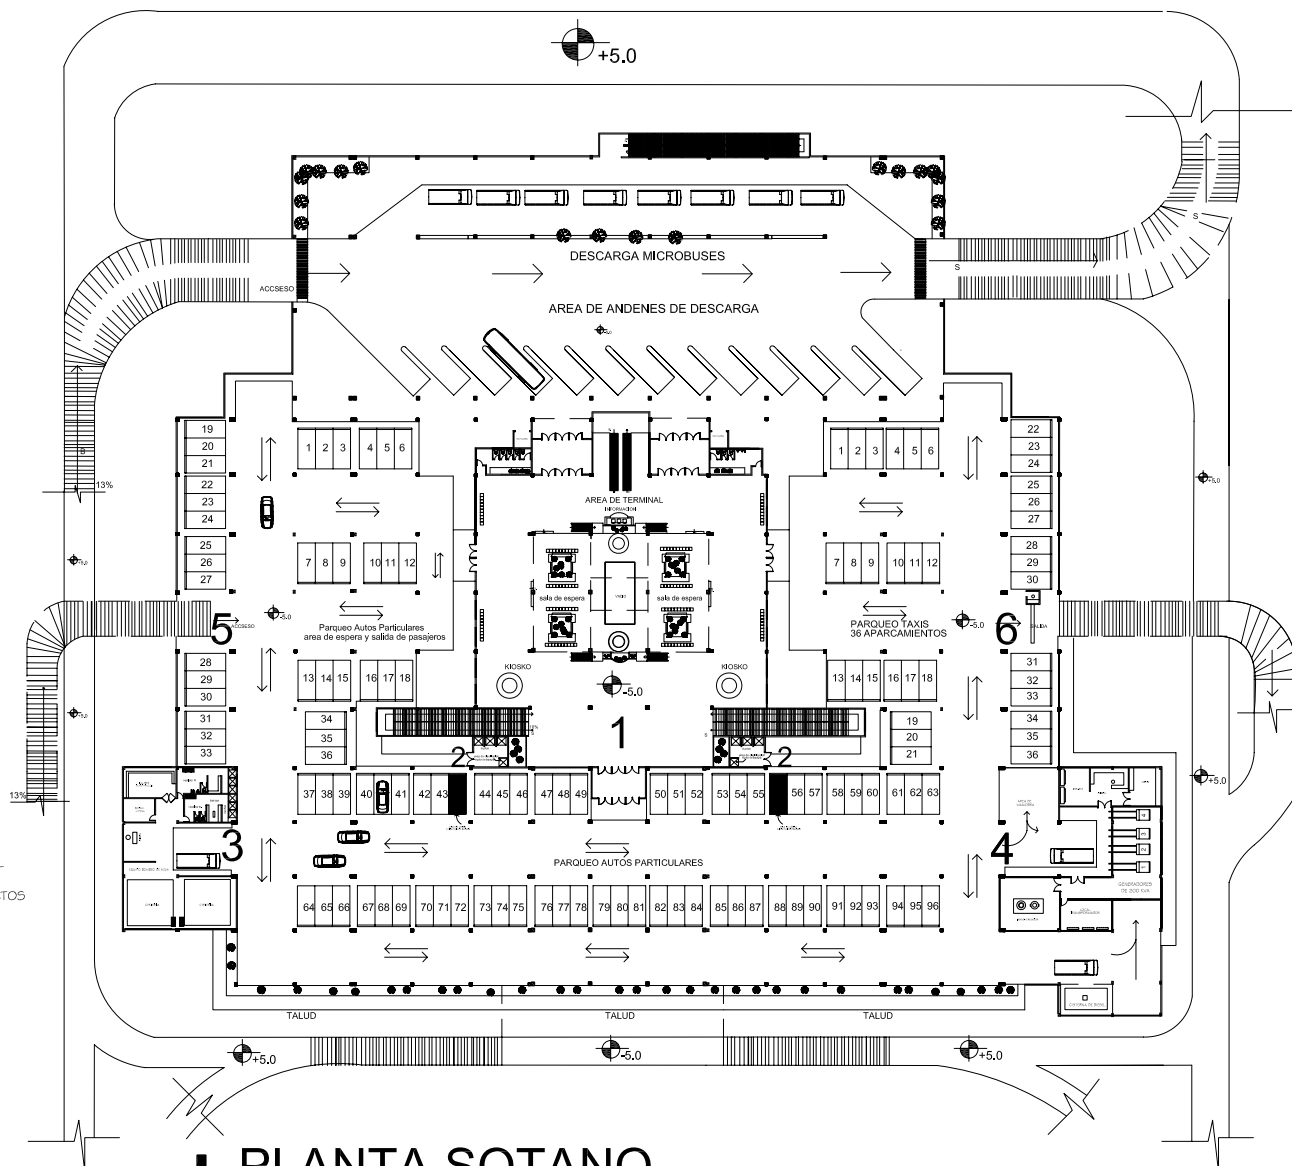 +5.0
DESCARGA MICROBUSES
S
S
ACCSESO
AREA DE ANDENES DE DESCARGA
19
20
21
1 2 3 4 5 6
1 2 3 4 5 6
22
23
24
13%
22
23
24
AREA DE TERMINAL
INFORMACION
25
26
27
25
26
27
7 8 9 10 11 12
7 8 9 10 11 12
28
29
30
sala de espera
VACIO
sala de espera
5
ACCSESO
-5.0
Parqueo Autos Particulares
area de espera y salida de pasajeros
PARQUEO TAXIS
36 APARCAMIENTOS
-5.0
6
SALIDA
28
29
30
13 14 15 16 17 18
KIOSKO
KIOSKO
-5.0
13 14 15 16 17 18
31
32
33
31
32
33
34
35
36
1
19
20
21
34
35
36
2
2
13%
37 38 39 40 41 42 43 44 45 46 47 48 49
50 51 52 53 54 55 56 57 58 59 60 61 62 63
3
4
PARQUEO AUTOS PARTICULARES
GENERADORES
DE 200 KVA
CTOS
64 65 66 67 68 69 70 71 72 73 74 75 76 77 78 79 80 81 82 83 84 85 86 87 88 89 90 91 92 93 94 95 96
CISTERNA DE DIESEL
TALUD
TALUD
TALUD
+5.0
-5.0
+5.0
PLANTA SOTANO